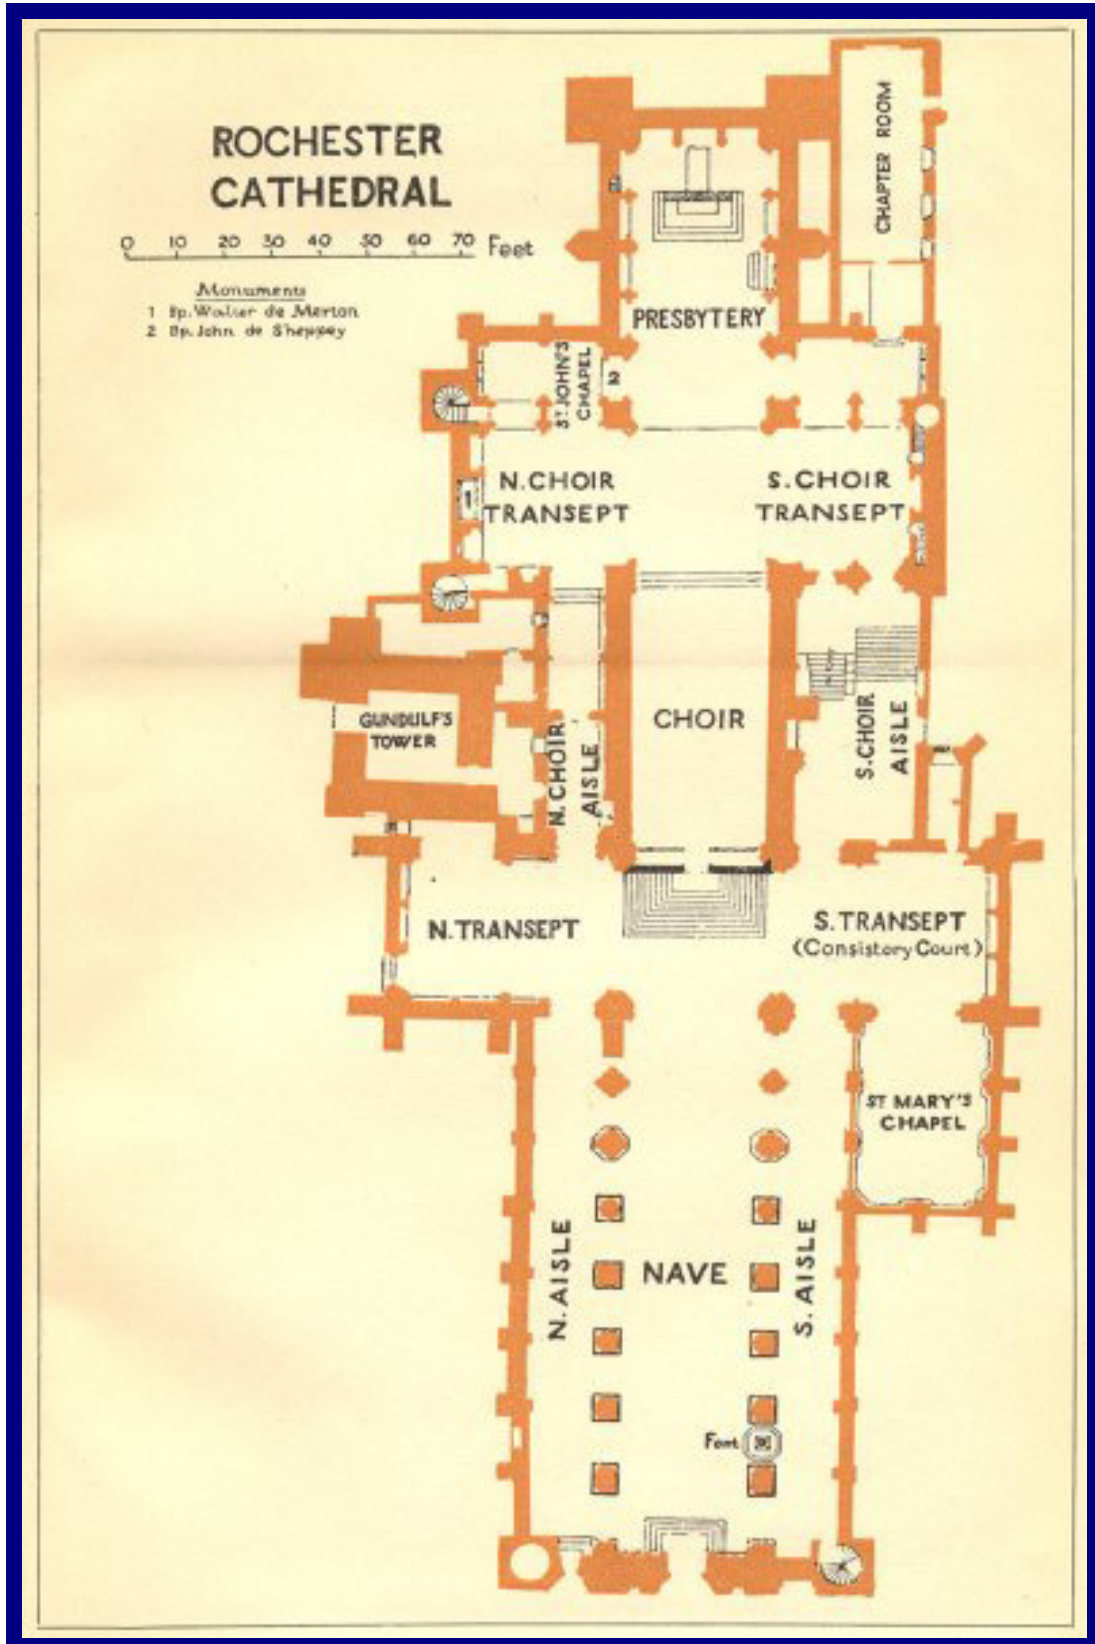 ROCHESTER
CATHEDRAL
0 10 20 30 40 50 60 70 Feet
Monuments
1 Bp. Walter de Merton
2 Bp. John de Sheppey
CHAPTER ROOM
PRESBYTERY
ST. JOHN'S
CHAPEL
2
N. CHOIR
TRANSEPT
S. CHOIR
TRANSEPT
1
GUNDULF'S
TOWER
N. CHOIR
AISLE
CHOIR
S. CHOIR
AISLE
N. TRANSEPT
S. TRANSEPT
(Consistory Court)
ST MARY'S
CHAPEL
N. AISLE
NAVE
S. AISLE
Font